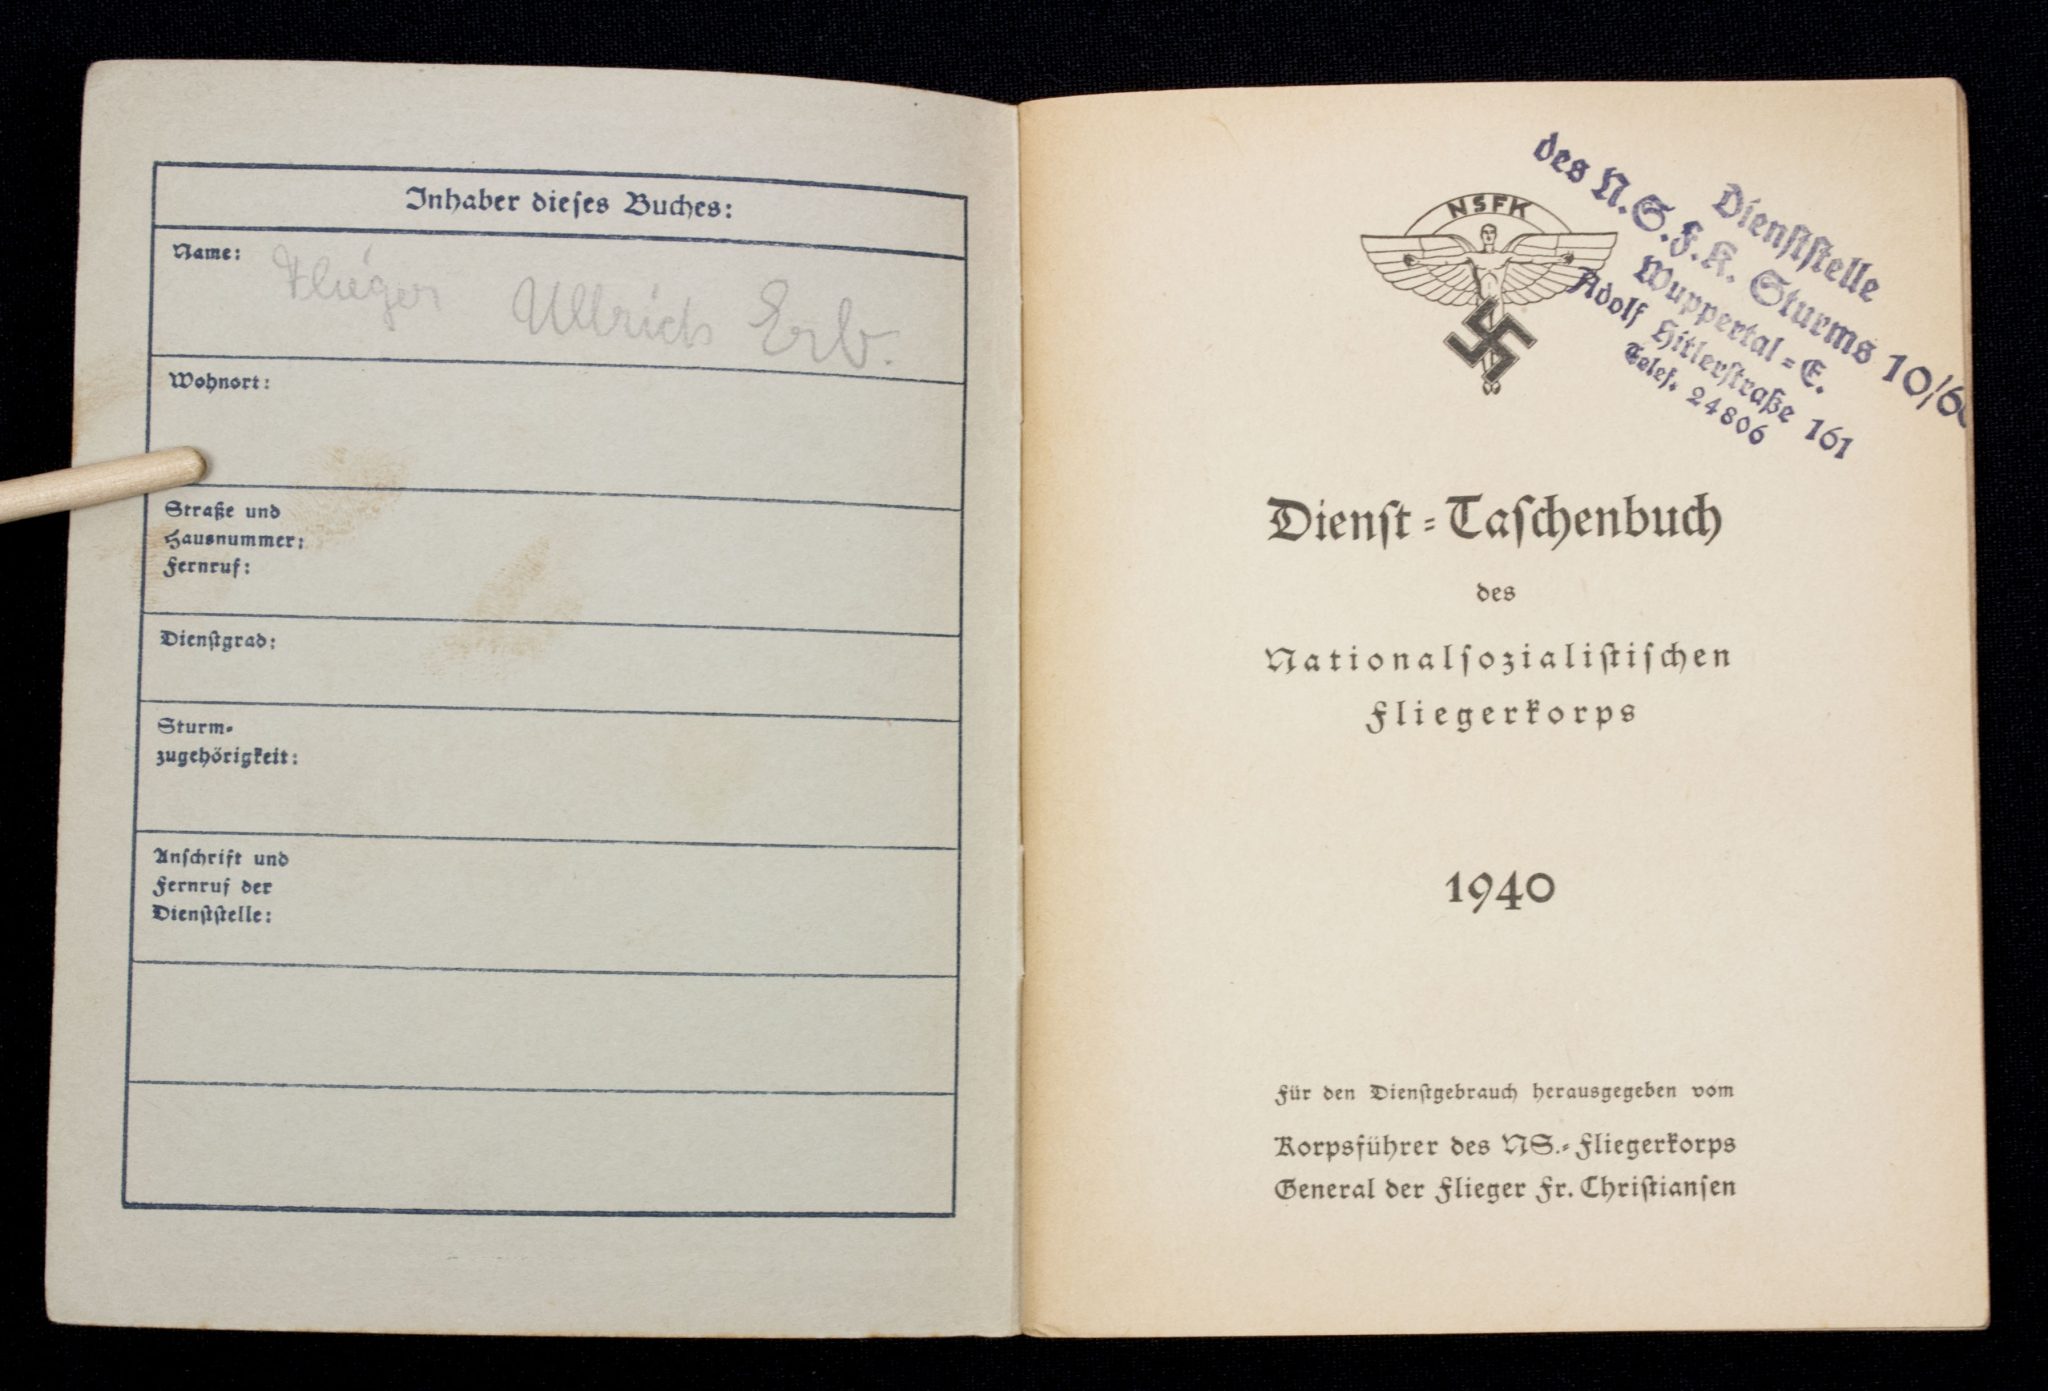 Inhaber dieses Buches:
Name: Flieger Ullrich Erb.
Wohnort:
Straße und
Hausnummer:
Fernruf:
Dienstgrad:
Sturm-
zugehörigkeit:
Anschrift und
Fernruf der
Dienststelle:
NSFK
Dienststelle
des N.S.F.K. Sturms 10/6
Wuppertal=E.
Adolf Hitlerstraße 161
Telef. 24806
Dienst=Taschenbuch
des
Nationalsozialistischen
Fliegerkorps
1940
Für den Dienstgebrauch herausgegeben vom
Korpsführer des NS.=Fliegerkorps
General der Flieger Fr. Christiansen